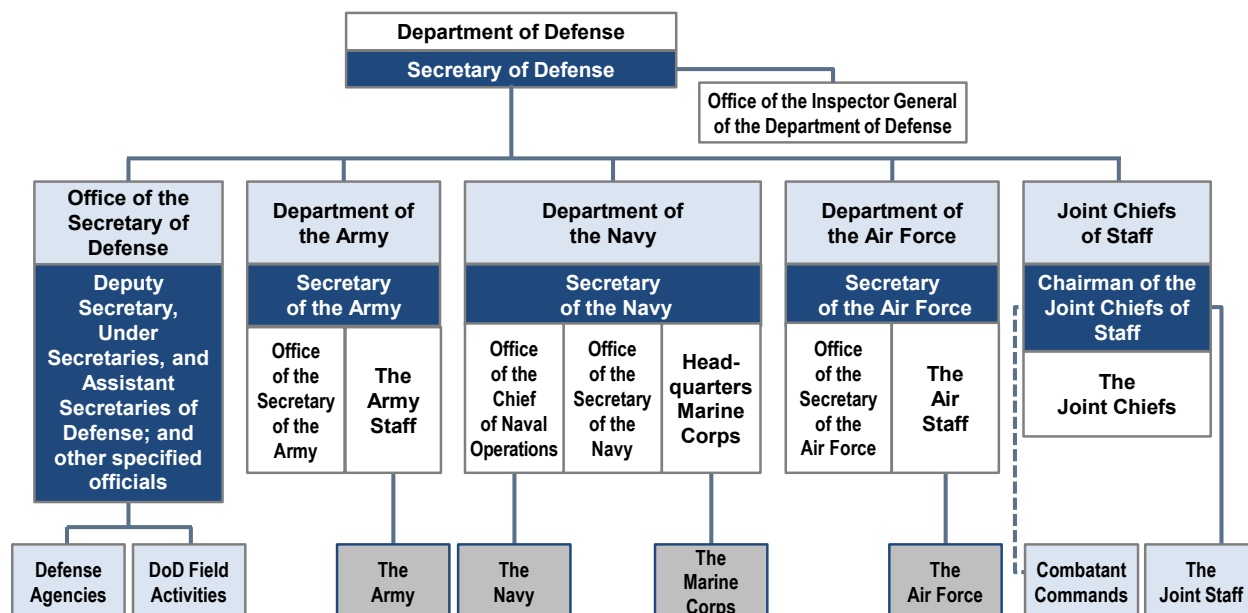 Department of Defense
Secretary of Defense
Office of the Inspector General
of the Department of Defense
Office of the
Secretary of
Defense
Deputy
Secretary,
Under
Secretaries, and
Assistant
Secretaries of
Defense; and
other specified
officials
Defense
Agencies
DoD Field
Activities
Department of
the Army
Secretary
of the Army
Office
of the
Secretary
of the
Army
The
Army
Staff
The
Army
Department of
the Navy
Secretary
of the Navy
Office
of the
Chief
of Naval
Operations
Office
of the
Secretary
of the
Navy
Head-
quarters
Marine
Corps
The
Navy
The
Marine
Corps
Department of
the Air Force
Secretary
of the Air Force
Office
of the
Secretary
of the
Air Force
The
Air
Staff
The
Air Force
Joint Chiefs
of Staff
Chairman of the
Joint Chiefs of
Staff
The
Joint Chiefs
Combatant
Commands
The
Joint Staff